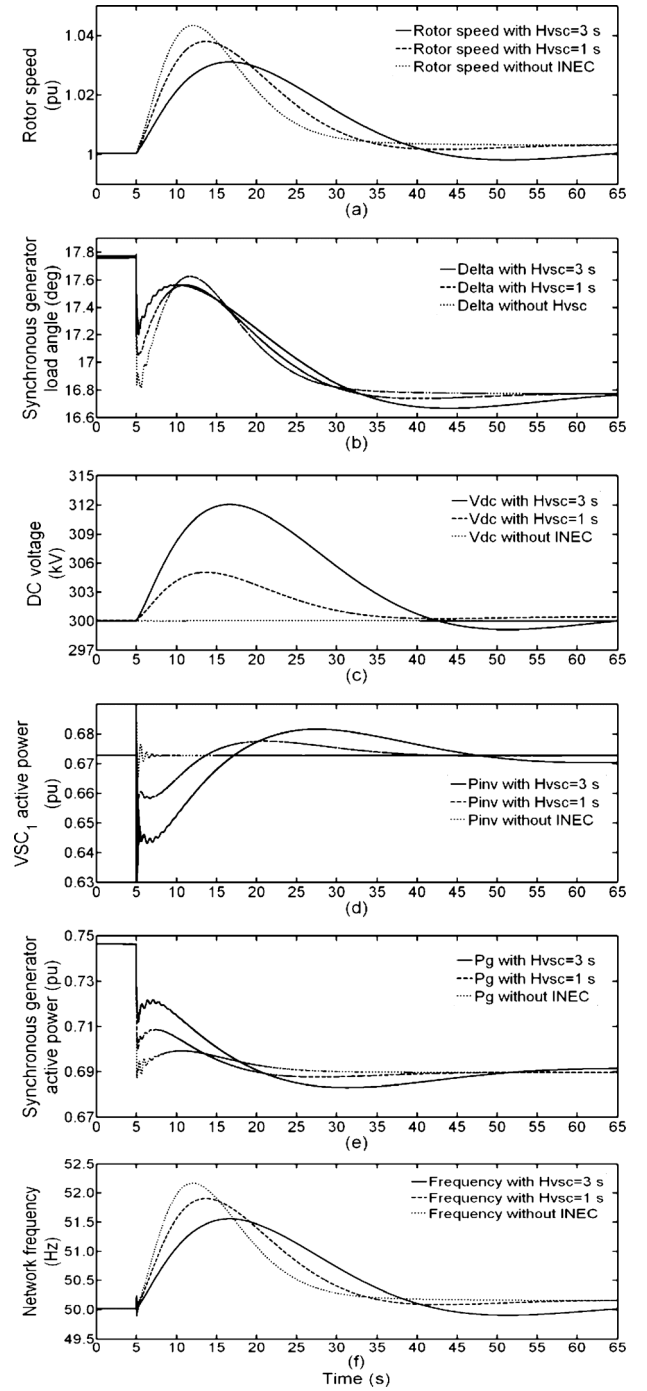 Rotor speed
(pu)
1.04
1.02
1
Rotor speed with Hvsc=3 s
Rotor speed with Hvsc=1 s
Rotor speed without INEC
0 5 10 15 20 25 30 35 40 45 50 55 60 65
(a)
Synchronous generator
load angle (deg)
17.8
17.6
17.4
17.2
17
16.8
16.6
Delta with Hvsc=3 s
Delta with Hvsc=1 s
Delta without Hvsc
0 5 10 15 20 25 30 35 40 45 50 55 60 65
(b)
DC voltage
(kV)
315
312
309
306
303
300
297
Vdc with Hvsc=3 s
Vdc with Hvsc=1 s
Vdc without INEC
0 5 10 15 20 25 30 35 40 45 50 55 60 65
(c)
VSC1 active power
(pu)
0.68
0.67
0.66
0.65
0.64
0.63
Pinv with Hvsc=3 s
Pinv with Hvsc=1 s
Pinv without INEC
0 5 10 15 20 25 30 35 40 45 50 55 60 65
(d)
Synchronous generator
active power (pu)
0.75
0.73
0.71
0.69
0.67
Pg with Hvsc=3 s
Pg with Hvsc=1 s
Pg without INEC
0 5 10 15 20 25 30 35 40 45 50 55 60 65
(e)
Network frequency
(Hz)
52.5
52.0
51.5
51.0
50.5
50.0
49.5
Frequency with Hvsc=3 s
Frequency with Hvsc=1 s
Frequency without INEC
0 5 10 15 20 25 30 35 40 45 50 55 60 65
(f)
Time (s)